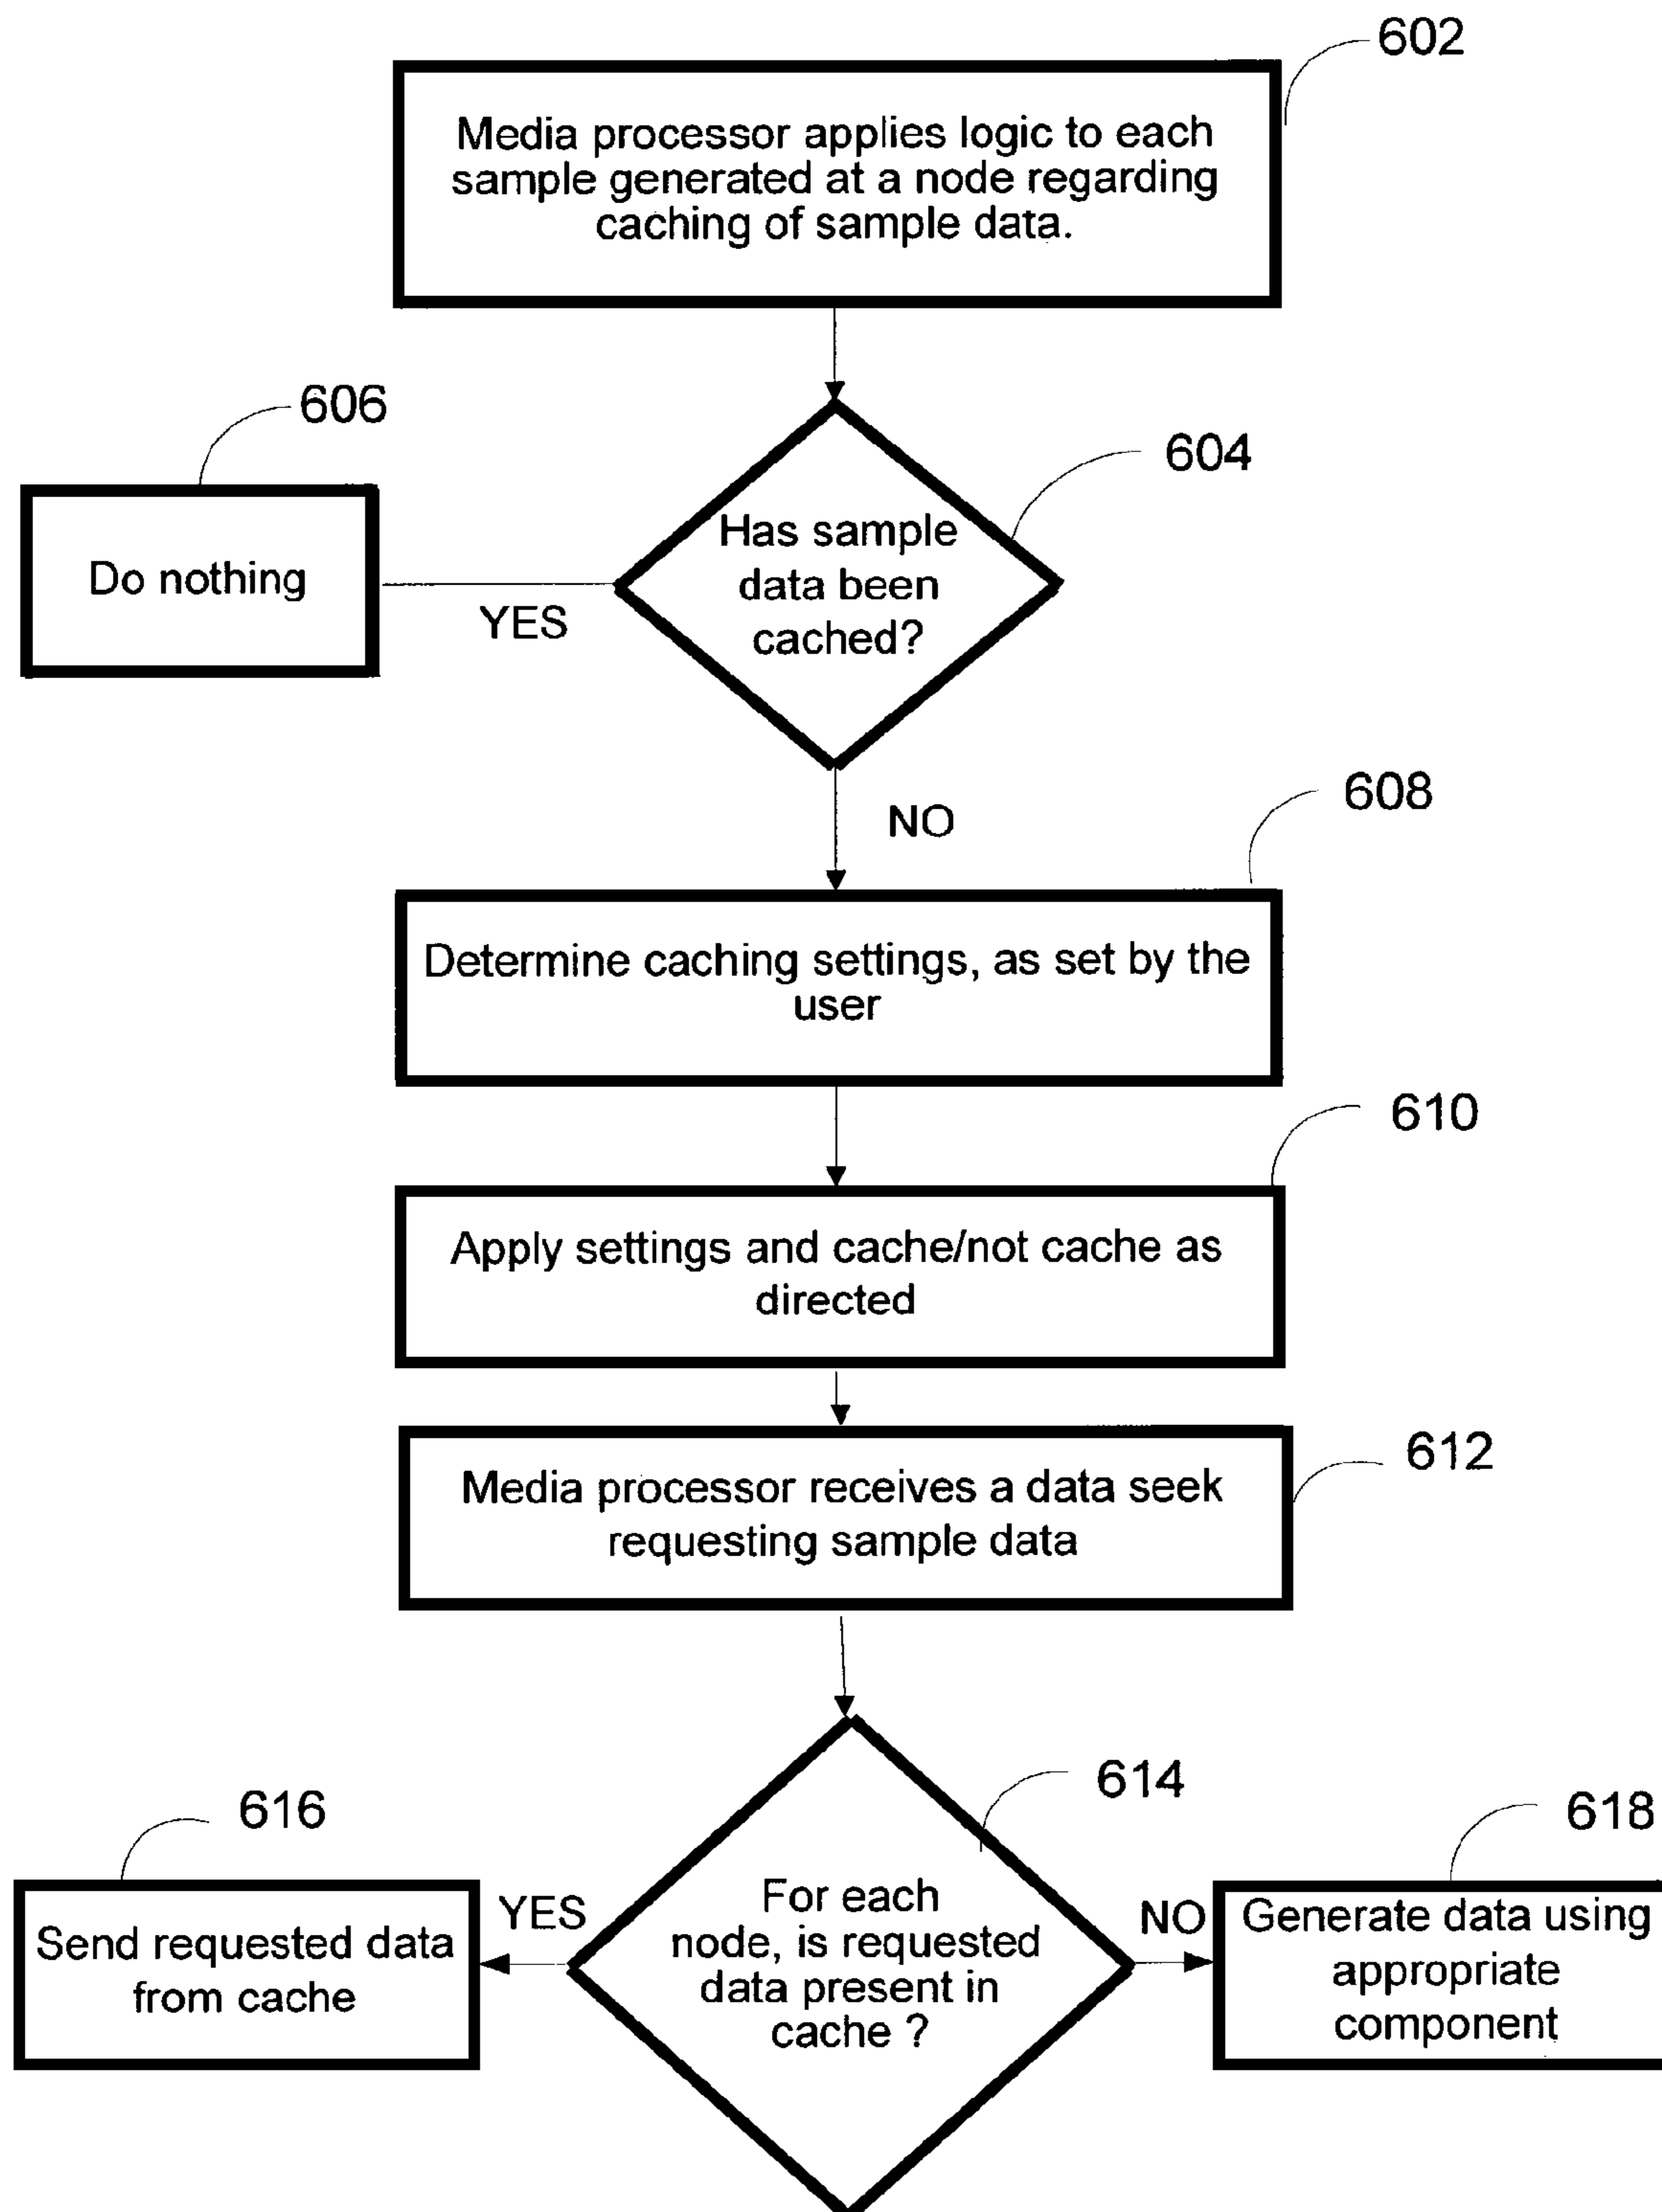 602
Media processor applies logic to each
sample generated at a node regarding
caching of sample data.
606
604
Do nothing
YES
Has sample
data been
cached?
NO
608
Determine caching settings, as set by the
user
610
Apply settings and cache/not cache as
directed
612
Media processor receives a data seek
requesting sample data
614
616
618
Send requested data
from cache
YES
For each
node, is requested
data present in
cache ?
NO
Generate data using
appropriate
component